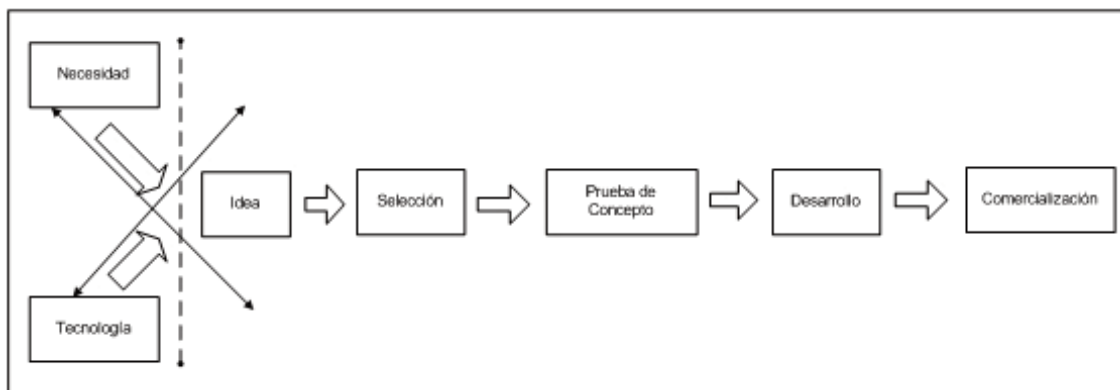 Necesidad
Idea
Selección
Prueba de
Concepto
Desarrollo
Comercialización
Tecnología